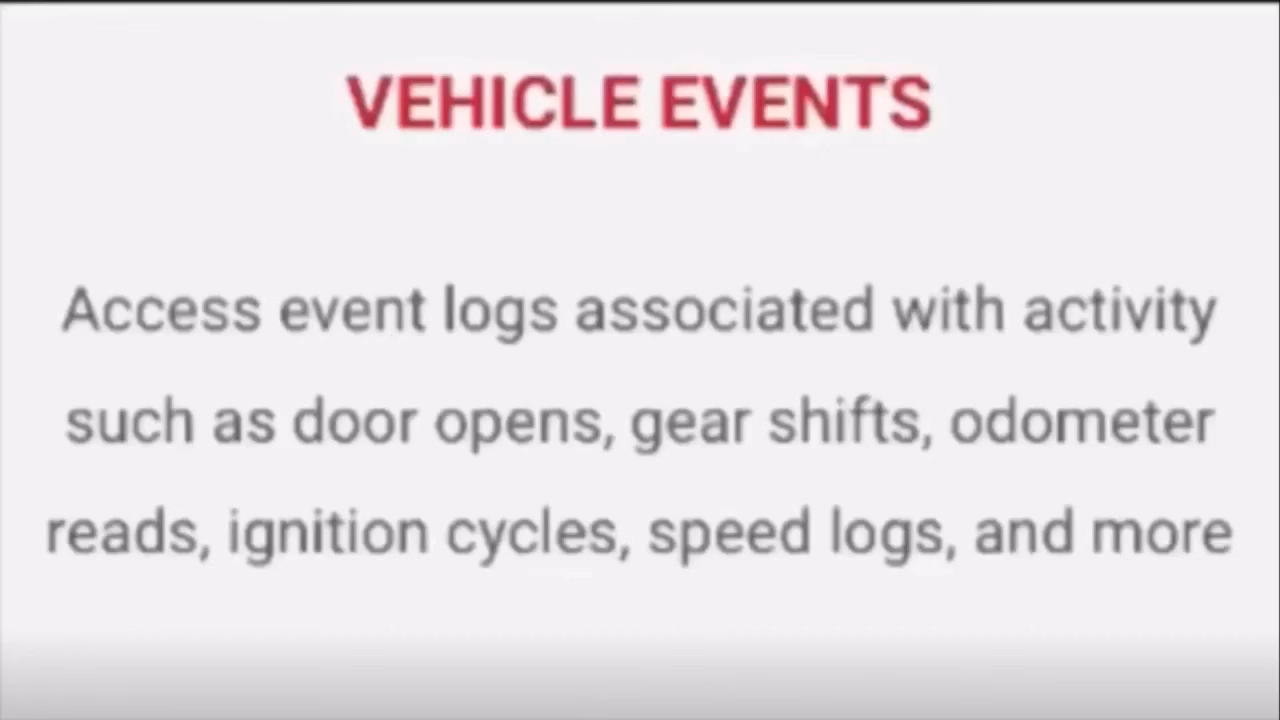 VEHICLE EVENTS
Access event logs associated with activity
such as door opens, gear shifts, odometer
reads, ignition cycles, speed logs, and more